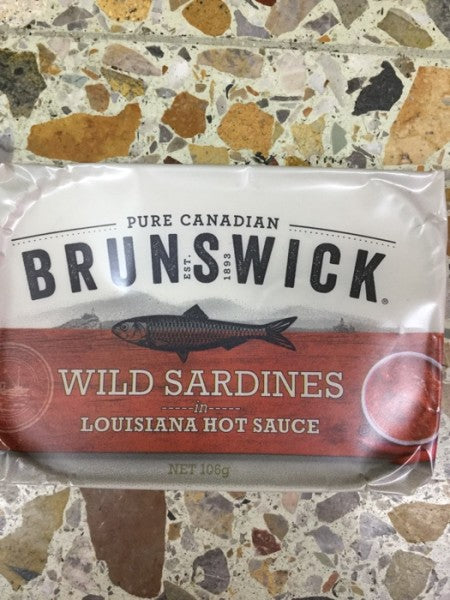 PURE CANADIAN
BRUNSWICK®
EST. 1893
WILD SARDINES
in
LOUISIANA HOT SAUCE
NET 106g